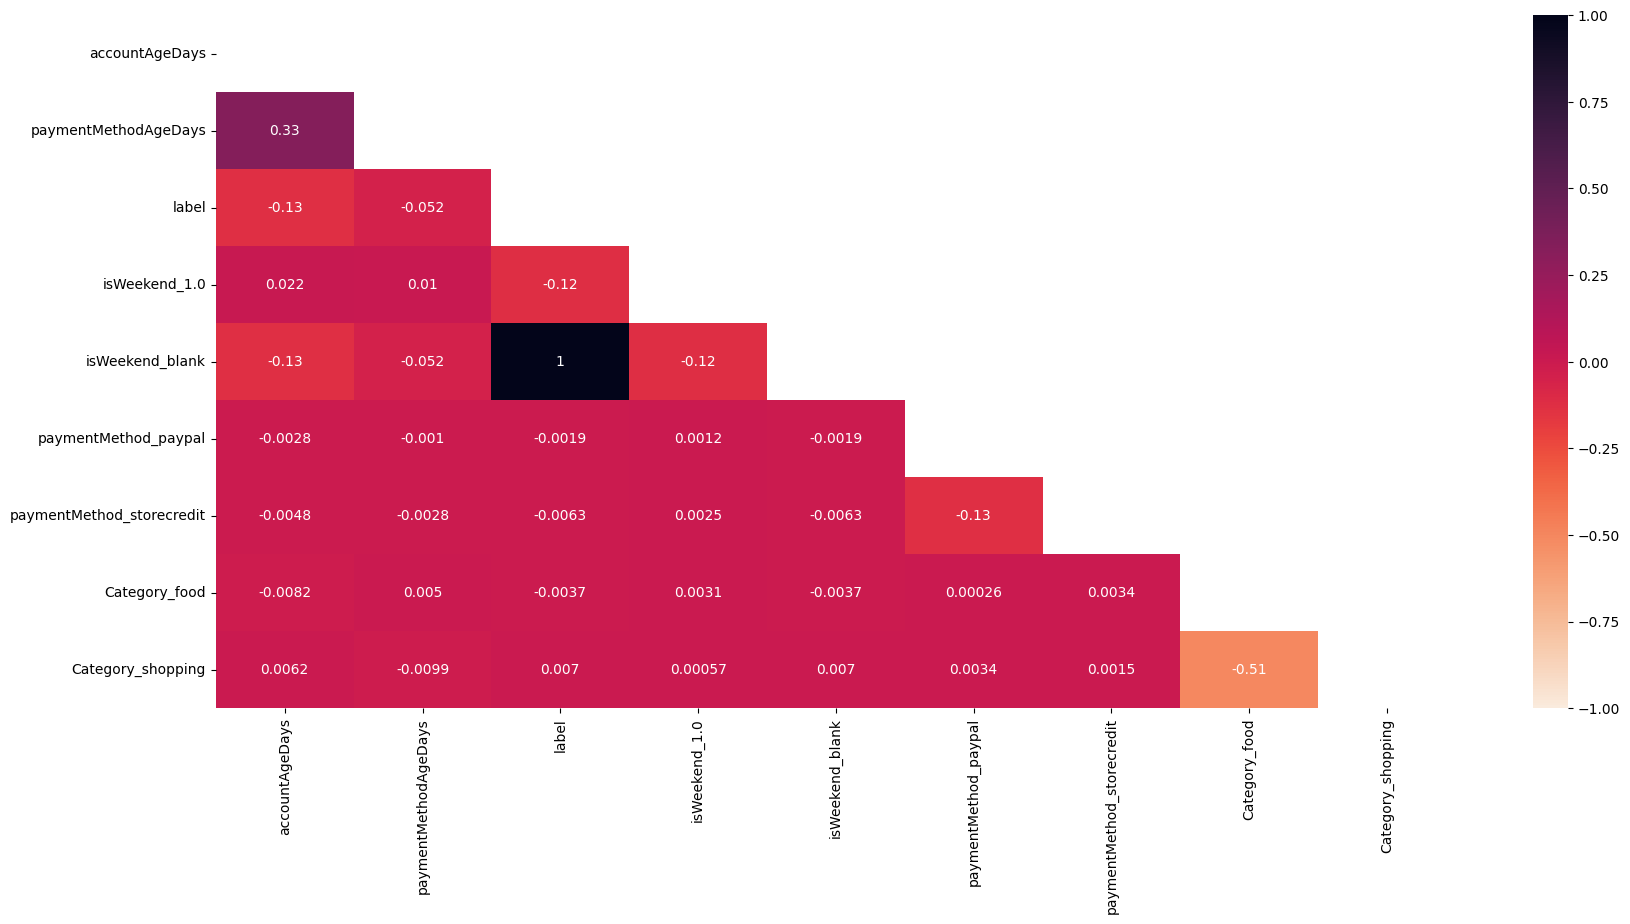 accountAgeDays
1.00
paymentMethodAgeDays 0.33
0.75
label -0.13 -0.052
0.50
isWeekend_1.0 0.022 0.01 -0.12
0.25
isWeekend_blank -0.13 -0.052 1 -0.12
0.00
paymentMethod_paypal -0.0028 -0.001 -0.0019 0.0012 -0.0019
−0.25
paymentMethod_storecredit -0.0048 -0.0028 -0.0063 0.0025 -0.0063 -0.13
−0.50
Category_food -0.0082 0.005 -0.0037 0.0031 -0.0037 0.00026 0.0034
−0.75
Category_shopping 0.0062 -0.0099 0.007 0.00057 0.007 0.0034 0.0015 -0.51
−1.00
accountAgeDays
paymentMethodAgeDays
label
isWeekend_1.0
isWeekend_blank
paymentMethod_paypal
paymentMethod_storecredit
Category_food
Category_shopping